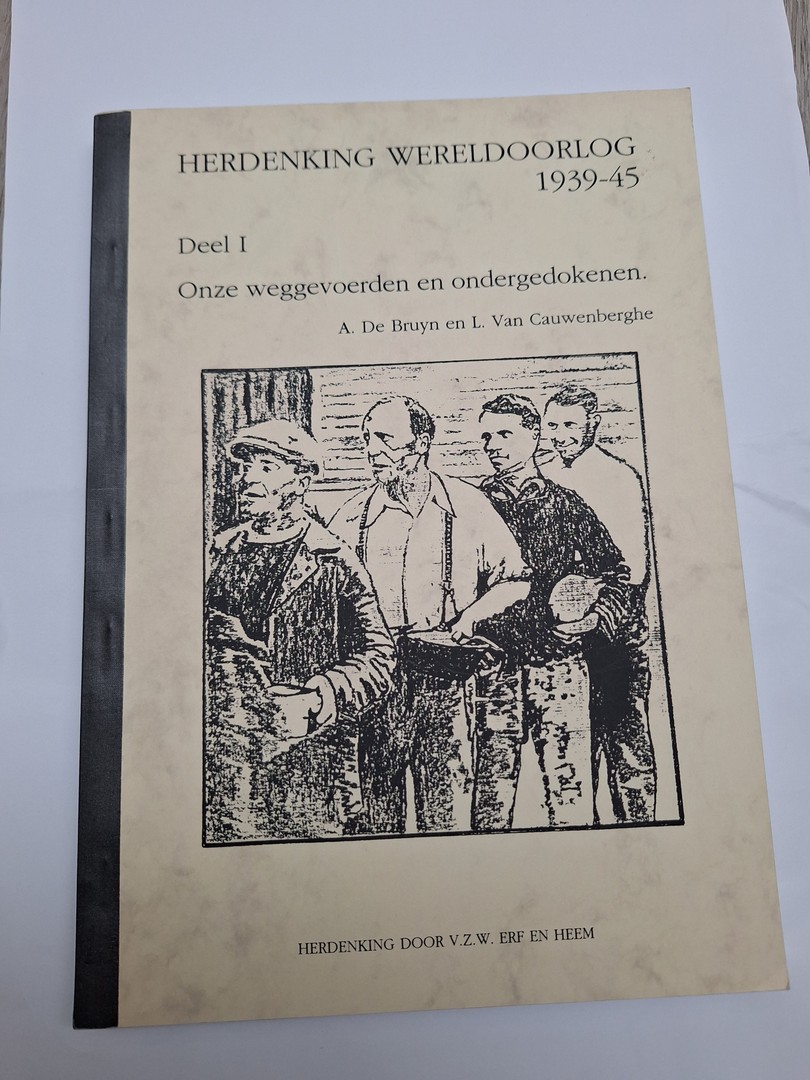 HERDENKING WERELDOORLOG
1939-45
Deel I
Onze weggevoerden en ondergedokenen.
A. De Bruyn en L. Van Cauwenberghe
HERDENKING DOOR V.Z.W. ERF EN HEEM